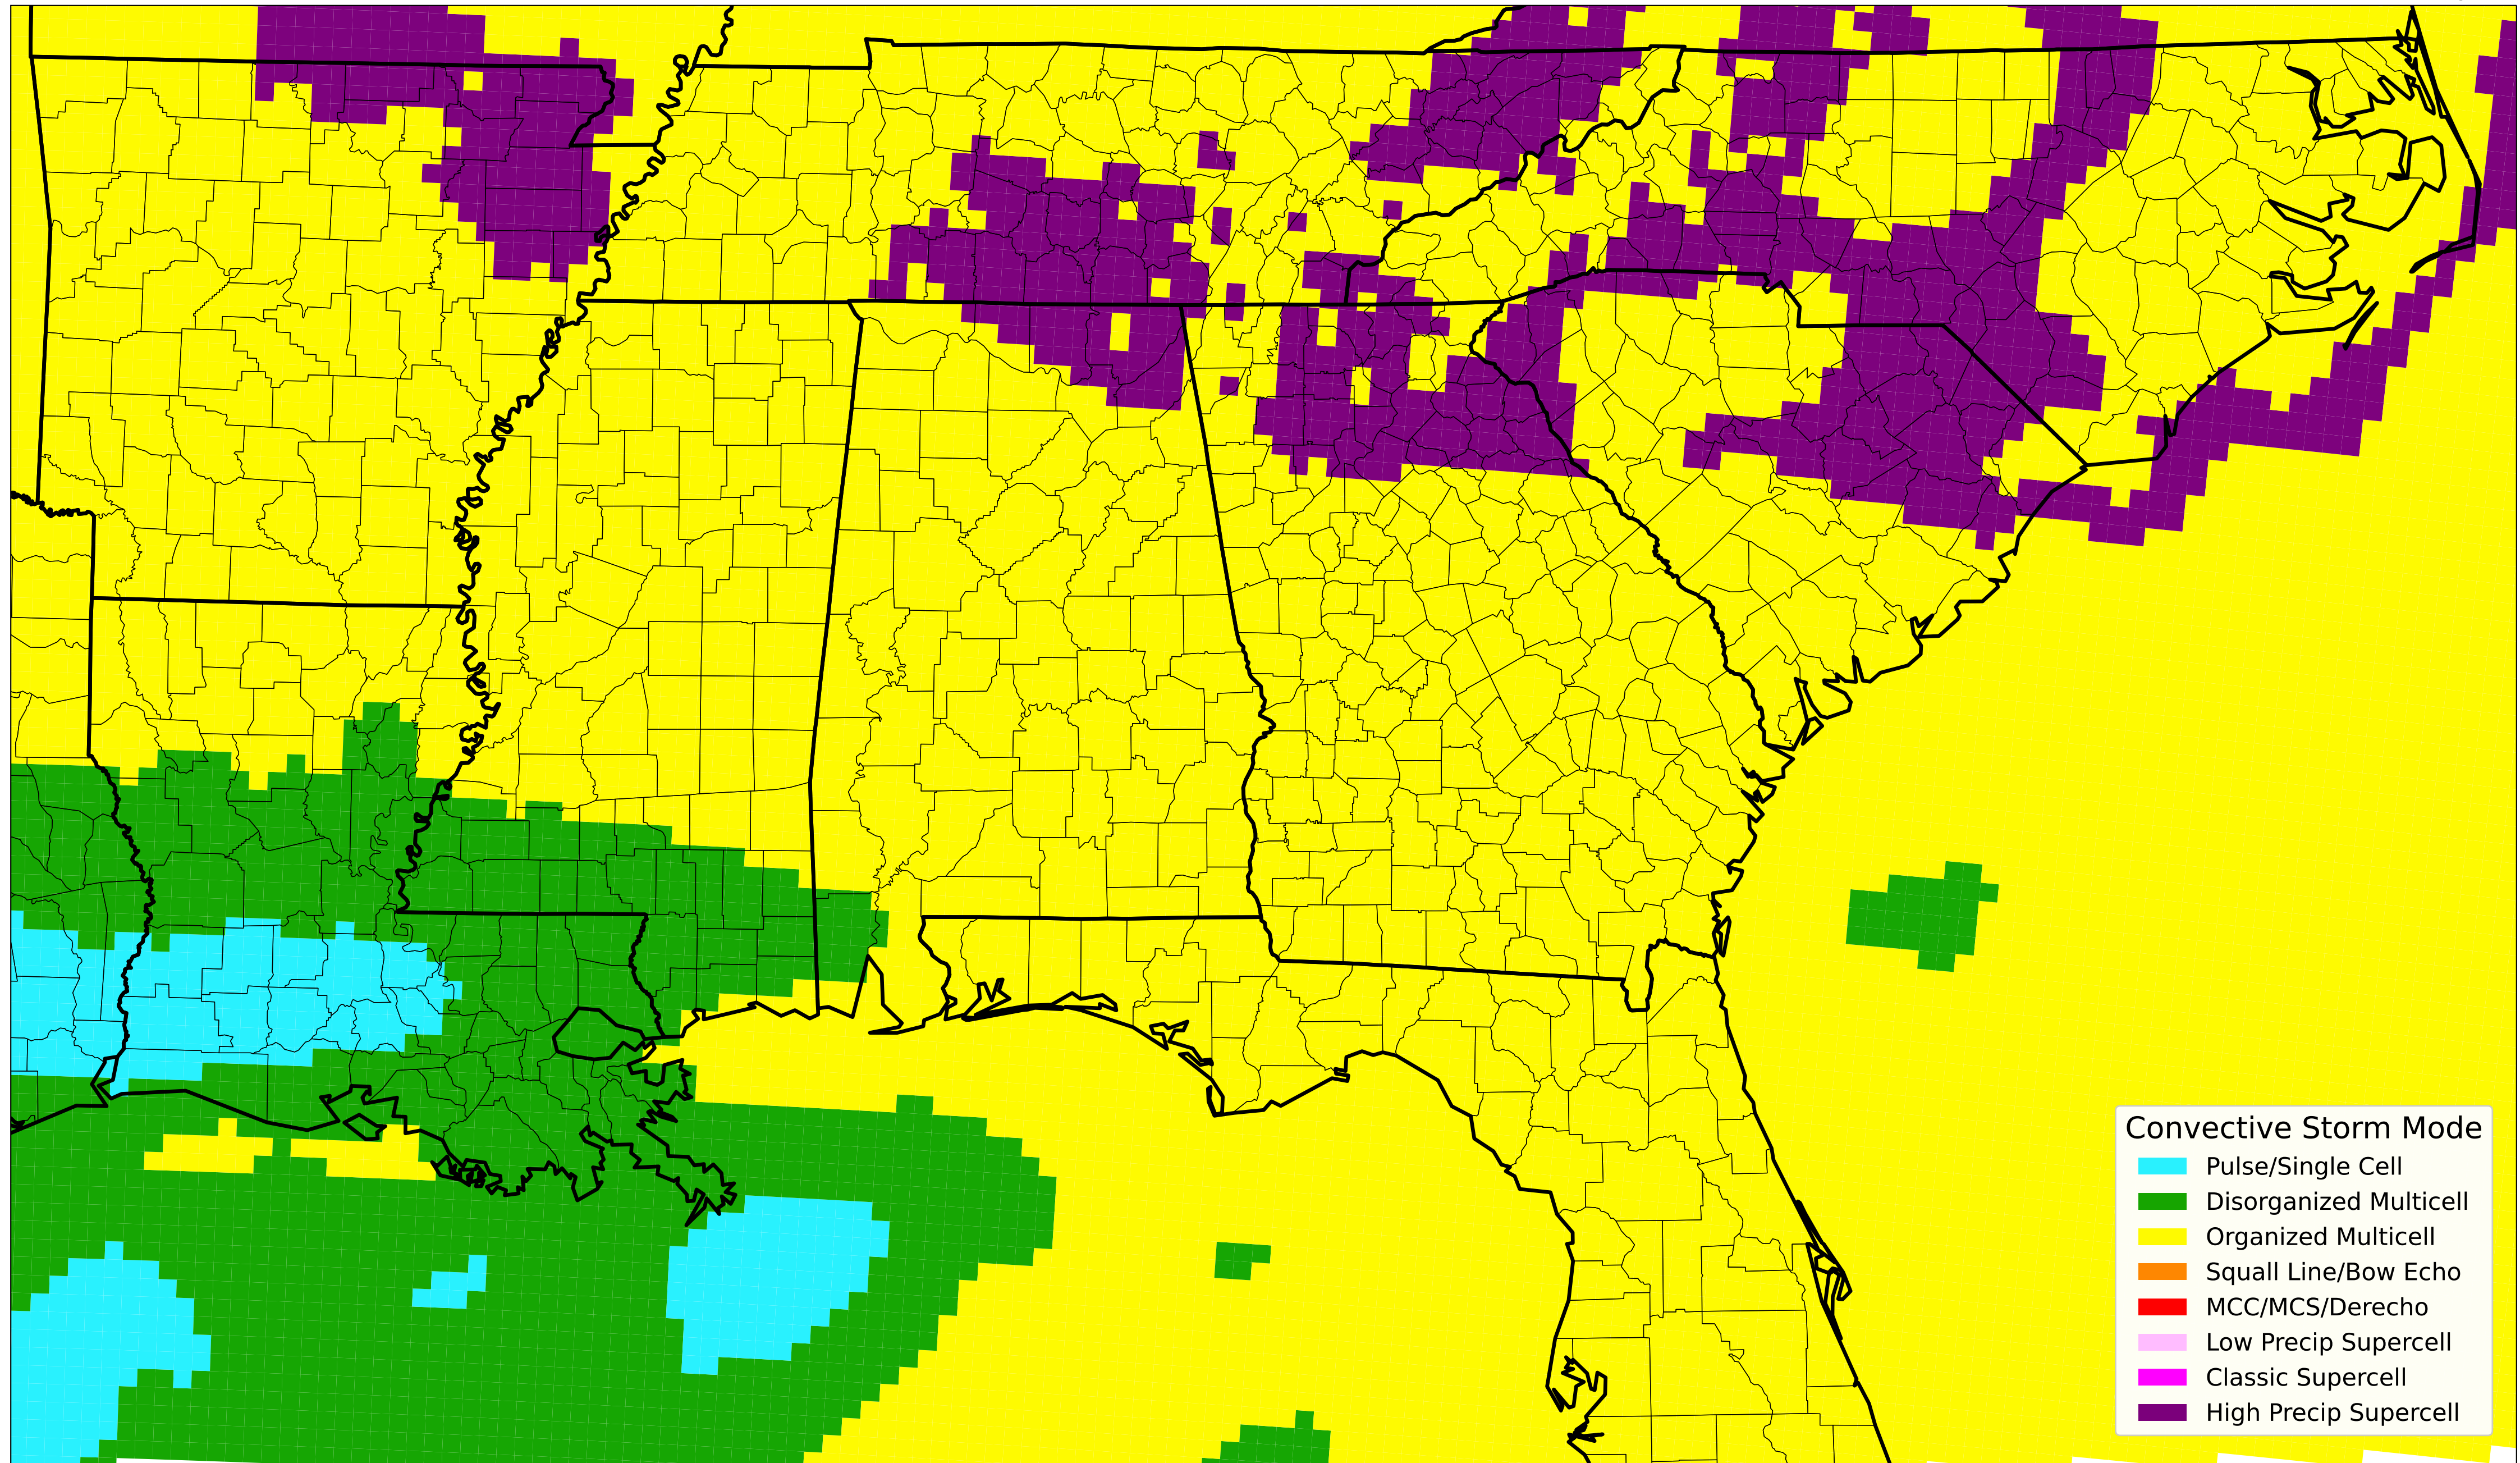 Convective Storm Mode
Pulse/Single Cell
Disorganized Multicell
Organized Multicell
Squall Line/Bow Echo
MCC/MCS/Derecho
Low Precip Supercell
Classic Supercell
High Precip Supercell